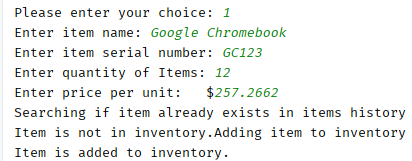 Please enter your choice: 1
Enter item name: Google Chromebook
Enter item serial number: GC123
Enter quantity of Items: 12
Enter price per unit:   $257.2662
Searching if item already exists in items history
Item is not in inventory.Adding item to inventory
Item is added to inventory.